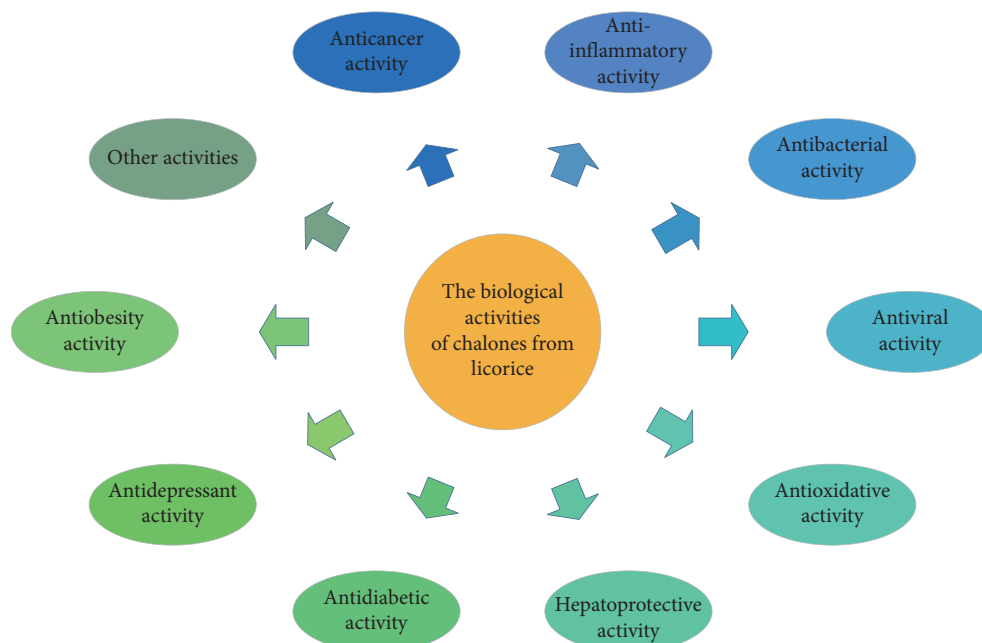 Anticancer
activity
Anti-
inflammatory
activity
Antibacterial
activity
Antiviral
activity
Antioxidative
activity
Hepatoprotective
activity
Antidiabetic
activity
Antidepressant
activity
Antiobesity
activity
Other activities
The biological
activities
of chalones from
licorice